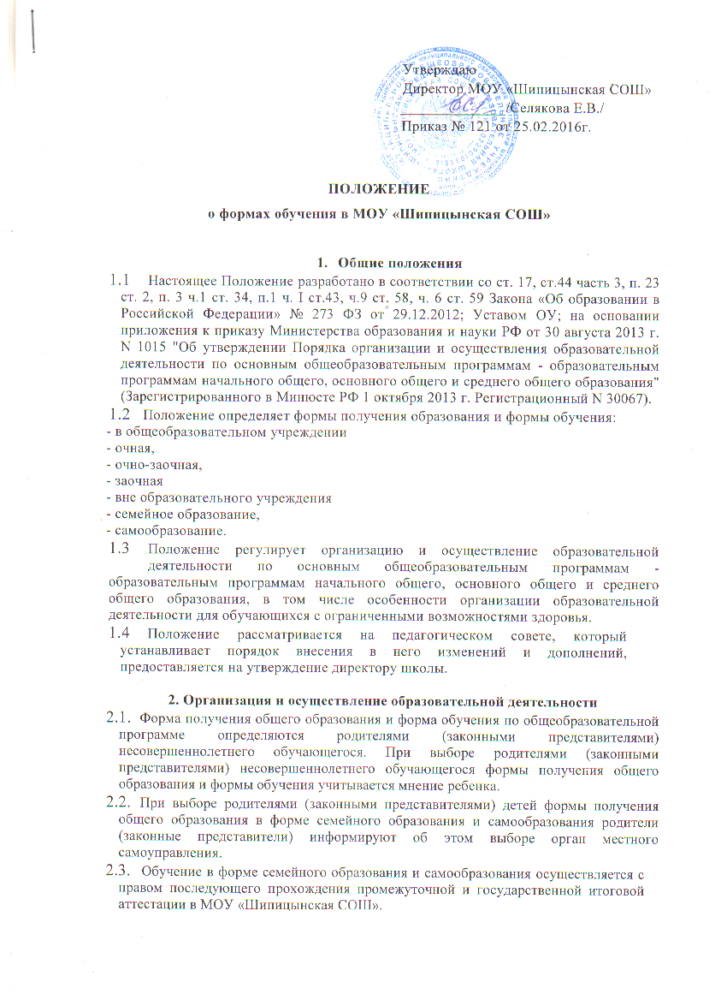 Утверждаю
Директор МОУ «Шипицынская СОШ»
/Селякова Е.В./
Приказ № 121 от 25.02.2016г.
ПОЛОЖЕНИЕ
о формах обучения в МОУ «Шипицынская СОШ»
1. Общие положения
1.1 Настоящее Положение разработано в соответствии со ст. 17, ст.44 часть 3, п. 23
ст. 2, п. 3 ч.1 ст. 34, п.1 ч. I ст.43, ч.9 ст. 58, ч. 6 ст. 59 Закона «Об образовании в
Российской Федерации» № 273 ФЗ от 29.12.2012; Уставом ОУ; на основании
приложения к приказу Министерства образования и науки РФ от 30 августа 2013 г.
N 1015 "Об утверждении Порядка организации и осуществления образовательной
деятельности по основным общеобразовательным программам - образовательным
программам начального общего, основного общего и среднего общего образования"
(Зарегистрированного в Минюсте РФ 1 октября 2013 г. Регистрационный N 30067).
1.2 Положение определяет формы получения образования и формы обучения:
- в общеобразовательном учреждении
- очная,
- очно-заочная,
- заочная
- вне образовательного учреждения
- семейное образование,
- самообразование.
1.3 Положение регулирует организацию и осуществление образовательной
деятельности по основным общеобразовательным программам -
образовательным программам начального общего, основного общего и среднего
общего образования, в том числе особенности организации образовательной
деятельности для обучающихся с ограниченными возможностями здоровья.
1.4 Положение рассматривается на педагогическом совете, который
устанавливает порядок внесения в него изменений и дополнений,
предоставляется на утверждение директору школы.
2. Организация и осуществление образовательной деятельности
2.1. Форма получения общего образования и форма обучения по общеобразовательной
программе определяются родителями (законными представителями)
несовершеннолетнего обучающегося. При выборе родителями (законными
представителями) несовершеннолетнего обучающегося формы получения общего
образования и формы обучения учитывается мнение ребенка.
2.2. При выборе родителями (законными представителями) детей формы получения
общего образования в форме семейного образования и самообразования родители
(законные представители) информируют об этом выборе орган местного
самоуправления.
2.3. Обучение в форме семейного образования и самообразования осуществляется с
правом последующего прохождения промежуточной и государственной итоговой
аттестации в МОУ «Шипицынская СОШ».